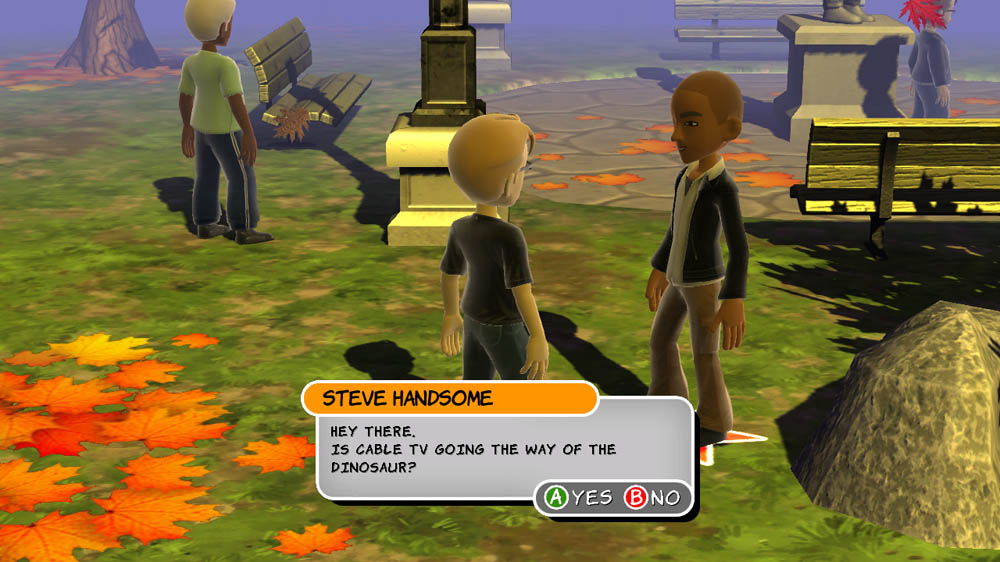 STEVE HANDSOME
HEY THERE.
IS CABLE TV GOING THE WAY OF THE
DINOSAUR?
A YES B NO